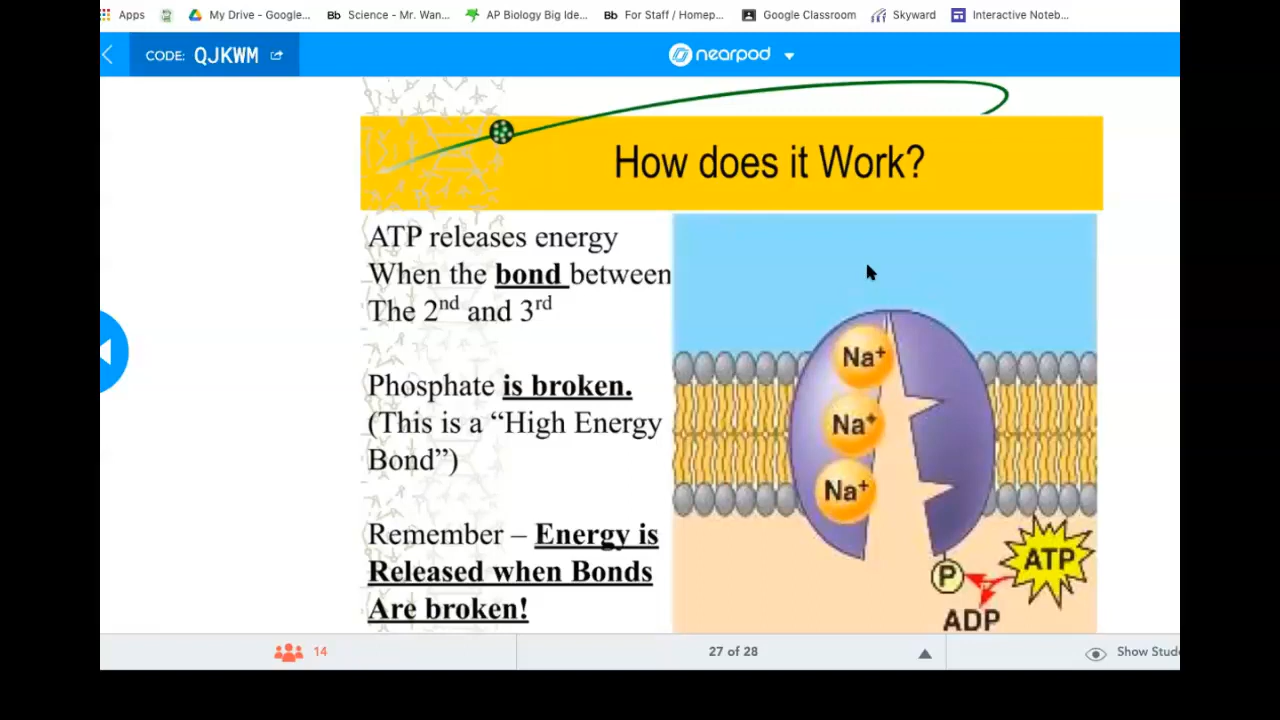 Apps My Drive - Google... Bb Science - Mr. Wan... AP Biology Big Ide... Bb For Staff / Homep... Google Classroom Skyward Interactive Noteb...
CODE: QJKWM nearpod
How does it Work?
ATP releases energy
When the bond between
The 2nd and 3rd
Phosphate is broken.
(This is a “High Energy
Bond”)
Remember – Energy is
Released when Bonds
Are broken!
Na+
Na+
Na+
P
ATP
ADP
14 27 of 28 Show Stud